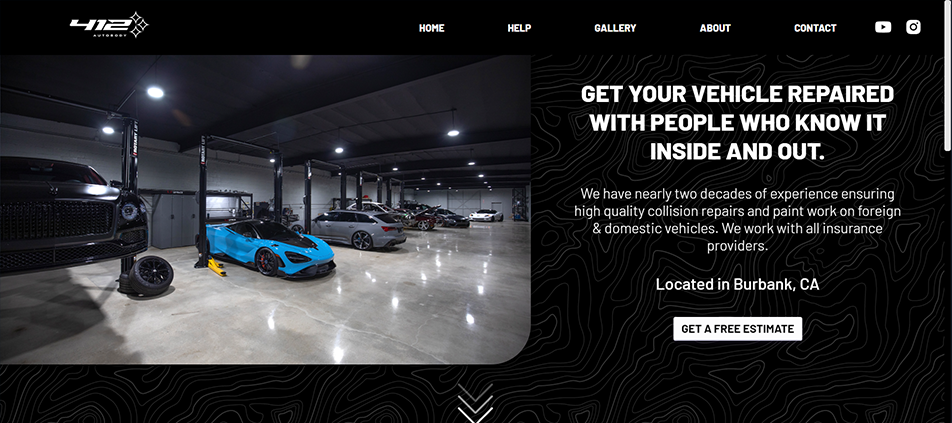 412
AUTOBODY
HOME HELP GALLERY ABOUT CONTACT
ROTARY LIFT
GET YOUR VEHICLE REPAIRED
WITH PEOPLE WHO KNOW IT
INSIDE AND OUT.
We have nearly two decades of experience ensuring
high quality collision repairs and paint work on foreign
& domestic vehicles. We work with all insurance
providers.
Located in Burbank, CA
GET A FREE ESTIMATE